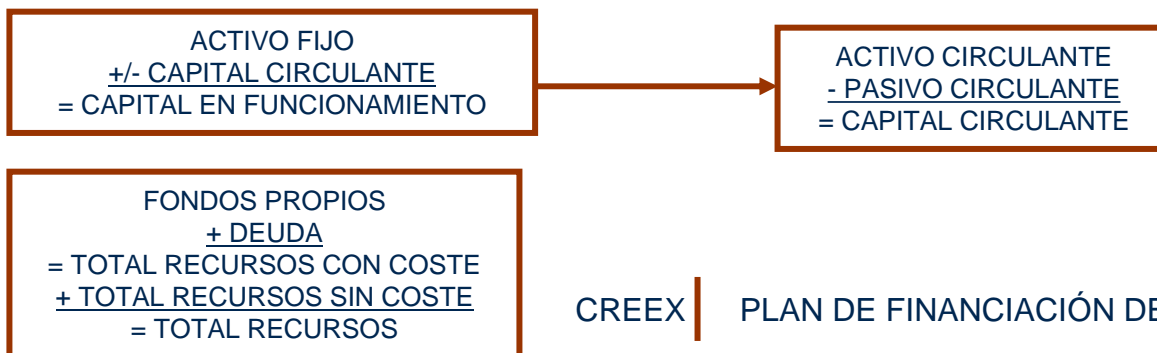 ACTIVO FIJO
+/- CAPITAL CIRCULANTE
= CAPITAL EN FUNCIONAMIENTO
ACTIVO CIRCULANTE
- PASIVO CIRCULANTE
= CAPITAL CIRCULANTE
FONDOS PROPIOS
+ DEUDA
= TOTAL RECURSOS CON COSTE
+ TOTAL RECURSOS SIN COSTE
= TOTAL RECURSOS
CREEX PLAN DE FINANCIACIÓN DE